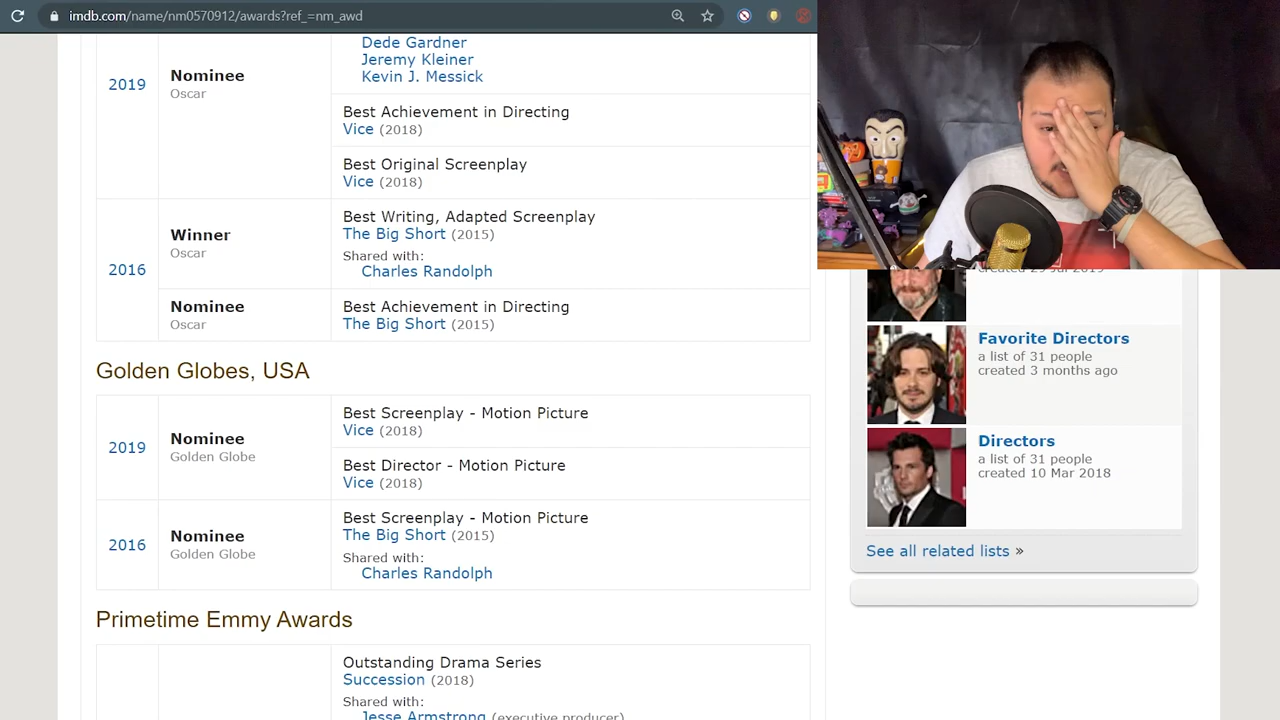 imdb.com/name/nm0570912/awards?ref_=nm_awd
Dede Gardner
Jeremy Kleiner
Kevin J. Messick
2019
Nominee
Oscar
Best Achievement in Directing
Vice (2018)
Best Original Screenplay
Vice (2018)
2016
Winner
Oscar
Best Writing, Adapted Screenplay
The Big Short (2015)
Shared with:
Charles Randolph
Nominee
Oscar
Best Achievement in Directing
The Big Short (2015)
Golden Globes, USA
2019
Nominee
Golden Globe
Best Screenplay - Motion Picture
Vice (2018)
Best Director - Motion Picture
Vice (2018)
2016
Nominee
Golden Globe
Best Screenplay - Motion Picture
The Big Short (2015)
Shared with:
Charles Randolph
Primetime Emmy Awards
Outstanding Drama Series
Succession (2018)
Shared with:
Jesse Armstrong (executive producer)
Favorite Directors
a list of 31 people
created 3 months ago
Directors
a list of 31 people
created 10 Mar 2018
See all related lists »